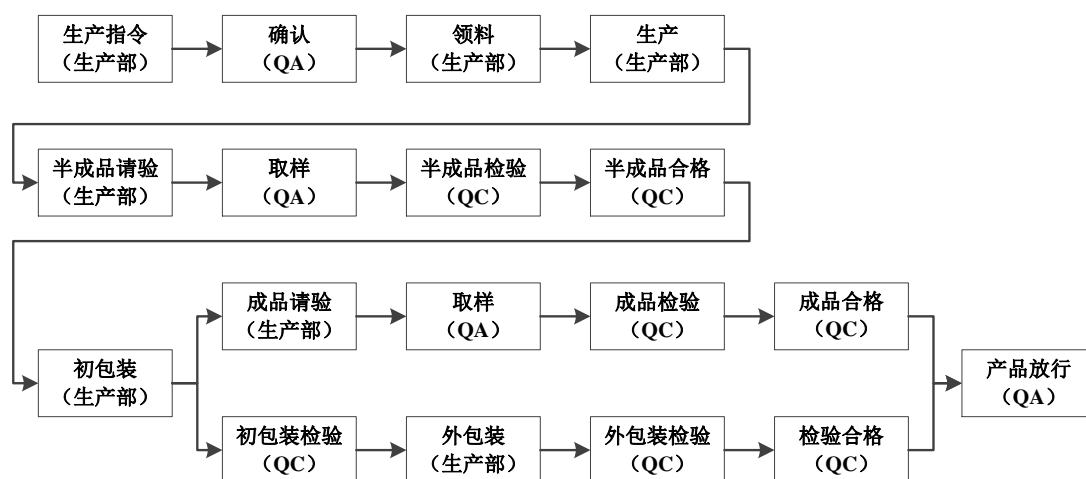 生产指令
（生产部）
确认
（QA）
领料
（生产部）
生产
（生产部）
半成品请验
（生产部）
取样
（QA）
半成品检验
（QC）
半成品合格
（QC）
初包装
（生产部）
成品请验
（生产部）
取样
（QA）
成品检验
（QC）
成品合格
（QC）
初包装检验
（QC）
外包装
（生产部）
外包装检验
（QC）
检验合格
（QC）
产品放行
（QA）